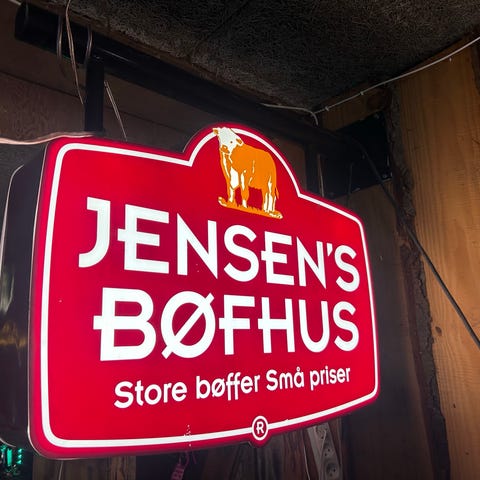 JENSEN'S
BØFHUS
Store bøffer Små priser
®